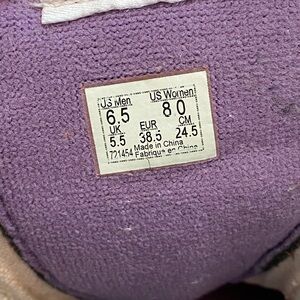 US Men US Women
6.5 8 0
UK EUR CM
5.5 38.5 24.5
Made in China
721454 Fabriqué en Chine